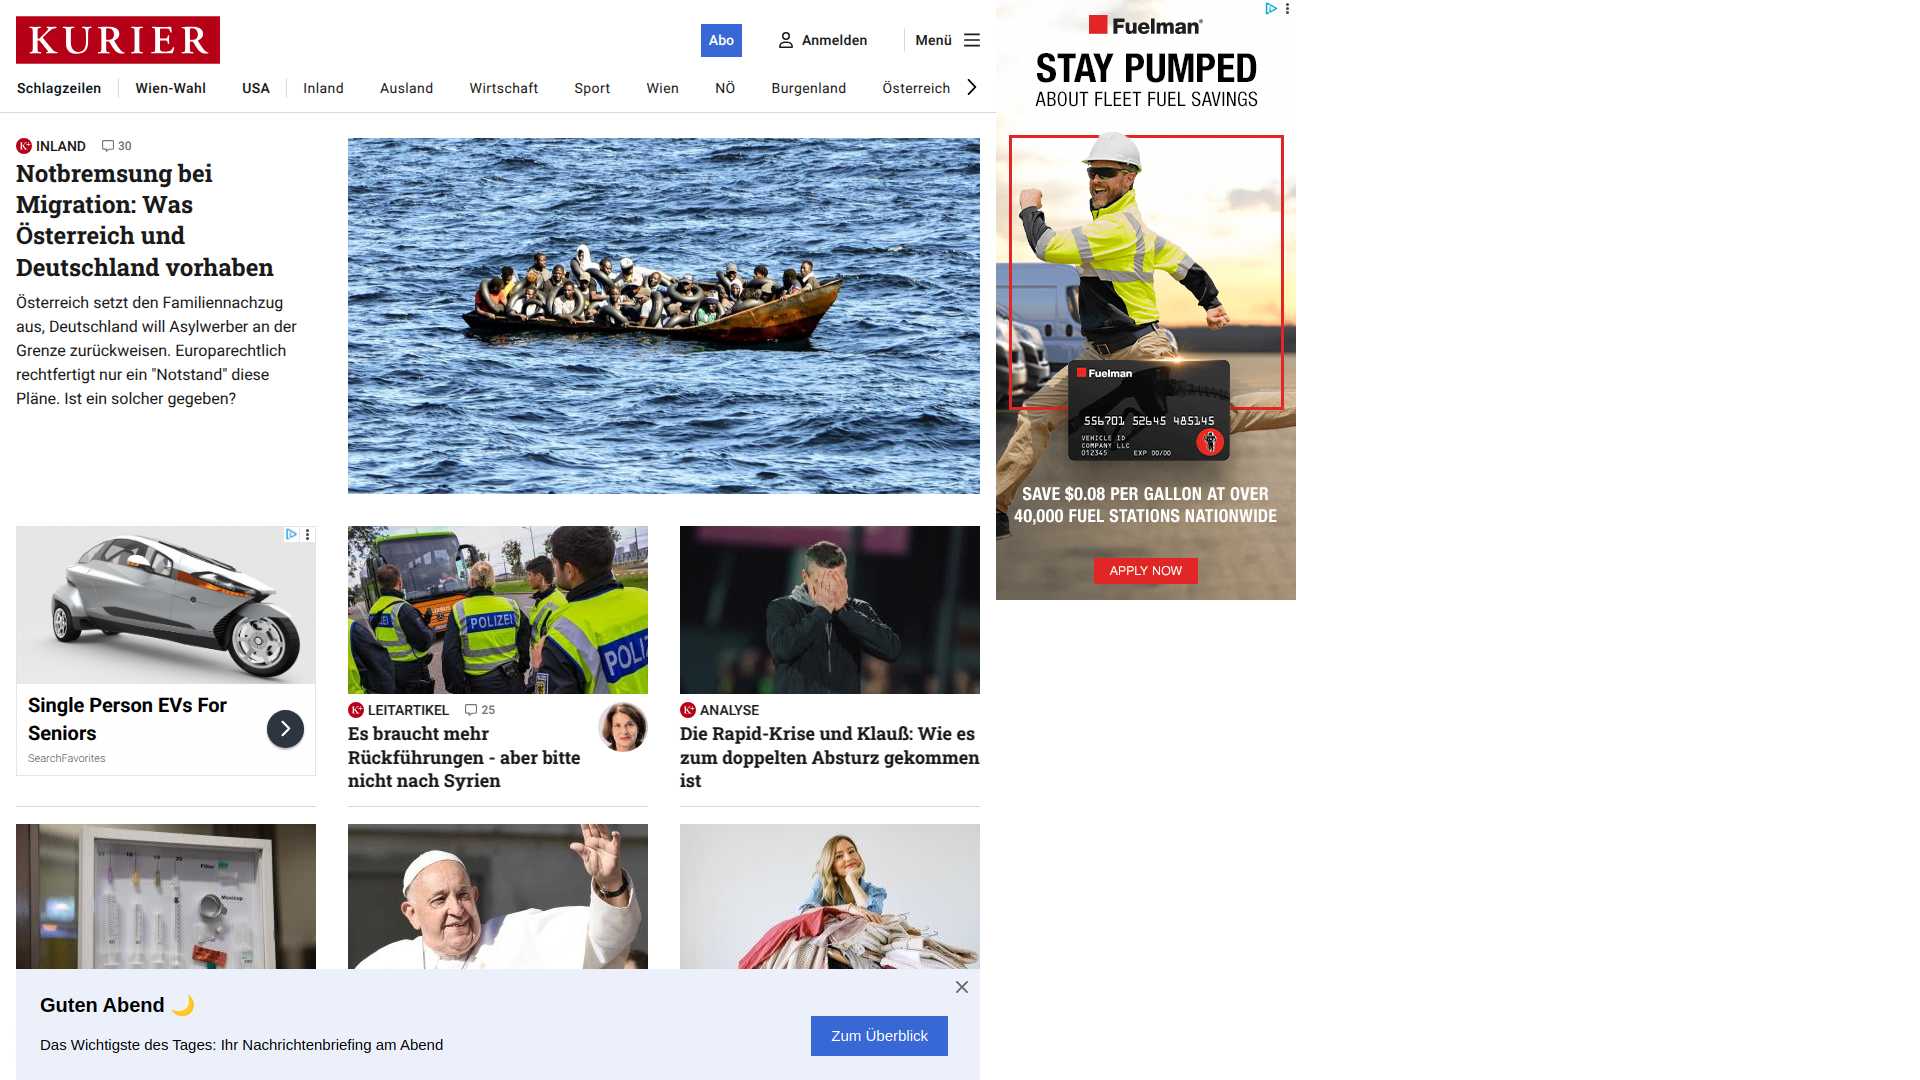 KURIER
Abo
Anmelden
Menü
Schlagzeilen
Wien-Wahl
USA
Inland
Ausland
Wirtschaft
Sport
Wien
NÖ
Burgenland
Österreich
K+ INLAND 30
Notbremsung bei
Migration: Was
Österreich und
Deutschland vorhaben
Österreich setzt den Familiennachzug
aus, Deutschland will Asylwerber an der
Grenze zurückweisen. Europarechtlich
rechtfertigt nur ein "Notstand" diese
Pläne. Ist ein solcher gegeben?
Fuelman
STAY PUMPED
ABOUT FLEET FUEL SAVINGS
Fuelman
556701 52645 485145
VEHICLE ID
COMPANY LLC
012345 EXP 00/00
SAVE $0.08 PER GALLON AT OVER
40,000 FUEL STATIONS NATIONWIDE
APPLY NOW
Single Person EVs For
Seniors
SearchFavorites
POLIZEI
POLIZ
K+ LEITARTIKEL 25
Es braucht mehr
Rückführungen - aber bitte
nicht nach Syrien
K+ ANALYSE
Die Rapid-Krise und Klauß: Wie es
zum doppelten Absturz gekommen
ist
Filter
Guten Abend 🌙
Das Wichtigste des Tages: Ihr Nachrichtenbriefing am Abend
Zum Überblick